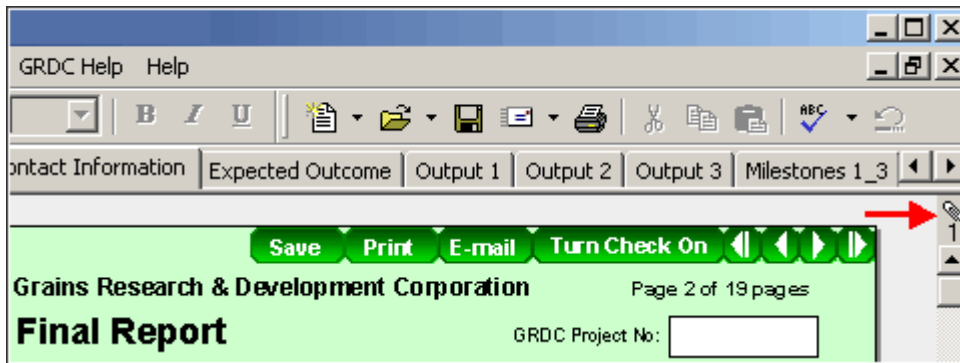 GRDC Help Help
B I U ABC
ontact Information Expected Outcome Output 1 Output 2 Output 3 Milestones 1_3
1
Save Print E-mail Turn Check On
Grains Research & Development Corporation Page 2 of 19 pages
Final Report GRDC Project No: